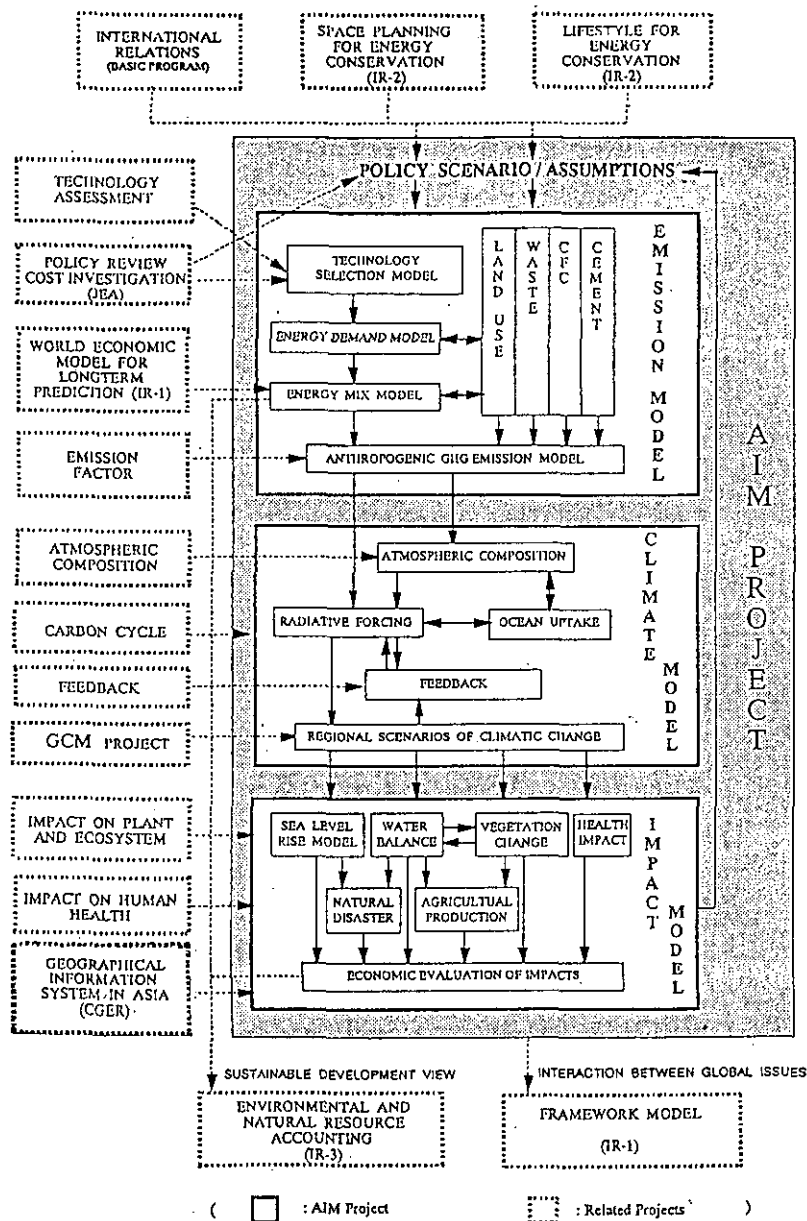 INTERNATIONAL
RELATIONS
(BASIC PROGRAM)
SPACE PLANNING
FOR ENERGY
CONSERVATION
(IR-2)
LIFESTYLE FOR
ENERGY
CONSERVATION
(IR-2)
TECHNOLOGY
ASSESSMENT
POLICY REVIEW
COST INVESTIGATION
(JEA)
WORLD ECONOMIC
MODEL FOR
LONGTERM
PREDICTION (IR-1)
EMISSION
FACTOR
ATMOSPHERIC
COMPOSITION
CARBON CYCLE
FEEDBACK
GCM PROJECT
IMPACT ON PLANT
AND ECOSYSTEM
IMPACT ON HUMAN
HEALTH
GEOGRAPHICAL
INFORMATION
SYSTEM IN ASIA
(CGER)
POLICY SCENARIO / ASSUMPTIONS
TECHNOLOGY
SELECTION MODEL
ENERGY DEMAND MODEL
ENERGY MIX MODEL
LAND USE
WASTE
CFC
CEMENT
ANTHROPOGENIC GHG EMISSION MODEL
EMISSION MODEL
ATMOSPHERIC COMPOSITION
RADIATIVE FORCING
OCEAN UPTAKE
FEEDBACK
REGIONAL SCENARIOS OF CLIMATIC CHANGE
CLIMATE MODEL
SEA LEVEL
RISE MODEL
WATER
BALANCE
VEGETATION
CHANGE
HEALTH
IMPACT
NATURAL
DISASTER
AGRICULTUAL
PRODUCTION
ECONOMIC EVALUATION OF IMPACTS
IMPACT MODEL
AIM PROJECT
SUSTAINABLE DEVELOPMENT VIEW
ENVIRONMENTAL AND
NATURAL RESOURCE
ACCOUNTING
(IR-3)
INTERACTION BETWEEN GLOBAL ISSUES
FRAMEWORK MODEL
(IR-1)
( : AIM Project : Related Projects )